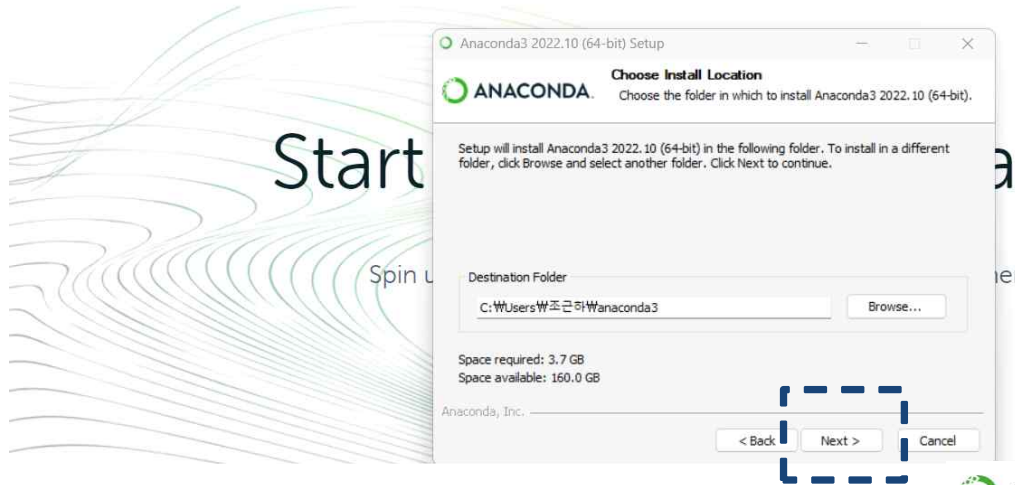 Anaconda3 2022.10 (64-bit) Setup
ANACONDA.
Choose Install Location
Choose the folder in which to install Anaconda3 2022.10 (64-bit).
Start
Setup will install Anaconda3 2022.10 (64-bit) in the following folder. To install in a different
folder, click Browse and select another folder. Click Next to continue.
Spin
Destination Folder
C:₩Users₩조근하₩anaconda3
Browse...
Space required: 3.7 GB
Space available: 160.0 GB
Anaconda, Inc.
< Back
Next >
Cancel